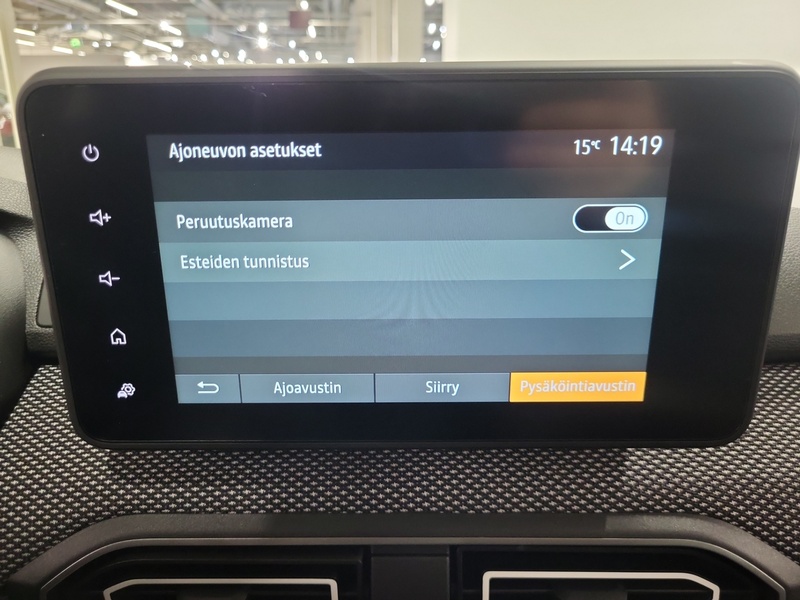 Ajoneuvon asetukset 15°C 14:19
Peruutuskamera On
Esteiden tunnistus
Ajoavustin Siirry Pysäköintiavustin